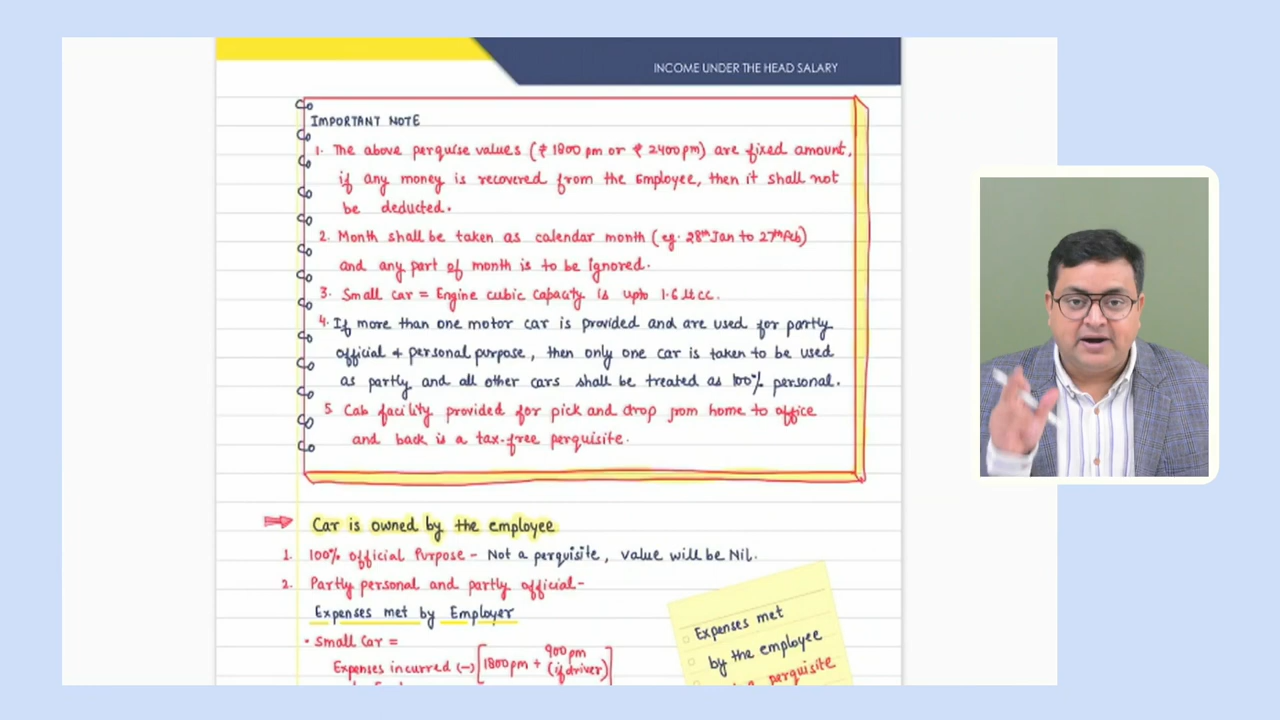 INCOME UNDER THE HEAD SALARY
IMPORTANT NOTE
1. The above perquise values (₹ 1800 pm or ₹ 2400 pm) are fixed amount,
if any money is recovered from the Employee, then it shall not
be deducted.
2. Month shall be taken as calendar month (eg. 28th Jan to 27th Feb)
and any part of month is to be ignored.
3. Small car = Engine cubic capacity is upto 1.6 lt cc.
4. If more than one motor car is provided and are used for partly
official + personal purpose, then only one car is taken to be used
as partly and all other cars shall be treated as 100% personal.
5. Cab facility provided for pick and drop from home to office
and back is a tax-free perquisite.
⇒ Car is owned by the employee
1. 100% official Purpose - Not a perquisite, value will be Nil.
2. Partly personal and partly official-
Expenses met by Employer
• Small Car =
Expenses incurred (-) [1800 pm + 900 pm (if driver)]
Expenses met
by the employee
perquisite